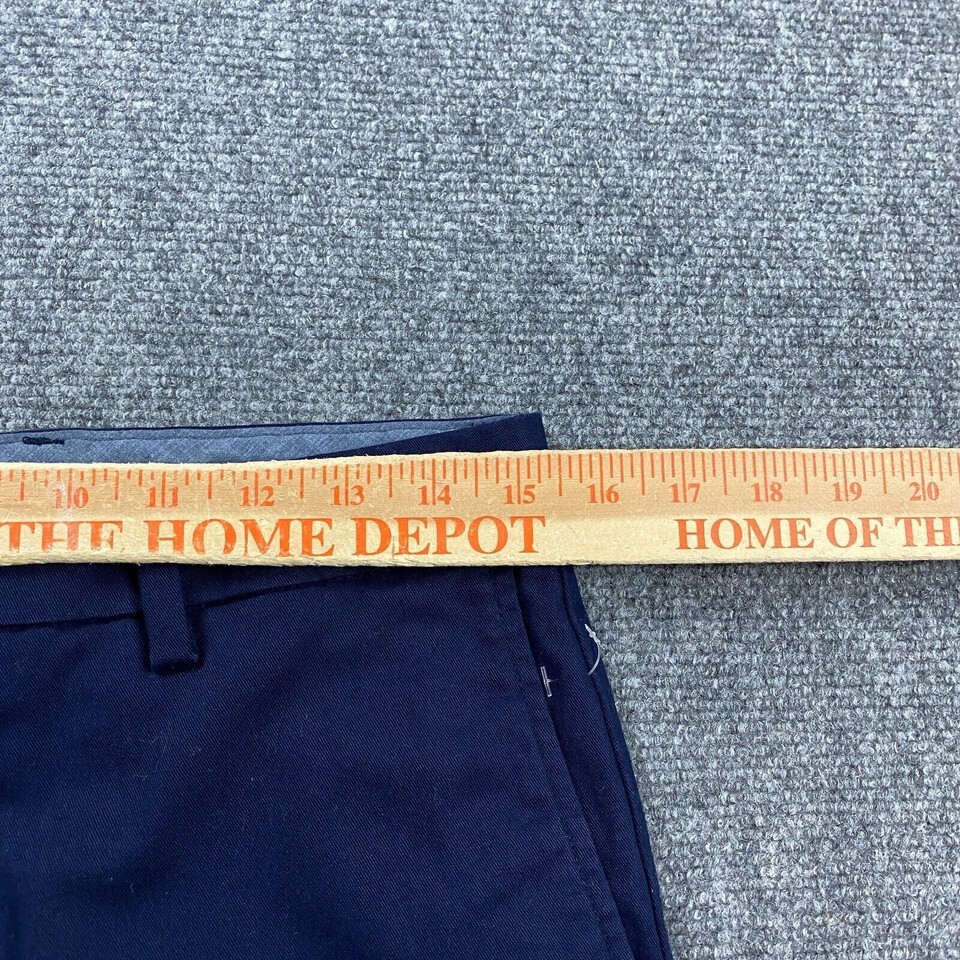 10 11 12 13 14 15 16 17 18 19 20
THE HOME DEPOT HOME OF TH